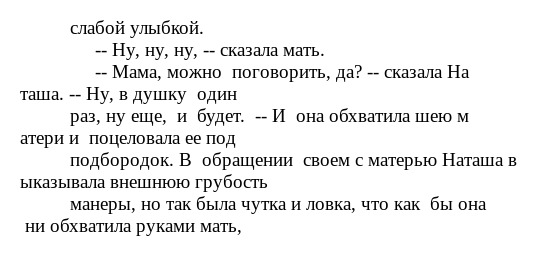 слабой улыбкой.
-- Ну, ну, ну, -- сказала мать.
-- Мама, можно  поговорить, да? -- сказала На
таша. -- Ну, в душку  один
раз, ну еще,  и  будет.  -- И  она обхватила шею м
атери и  поцеловала ее под
подбородок. В  обращении  своем с матерью Наташа в
ыказывала внешнюю грубость
манеры, но так была чутка и ловка, что как  бы она
ни обхватила руками мать,